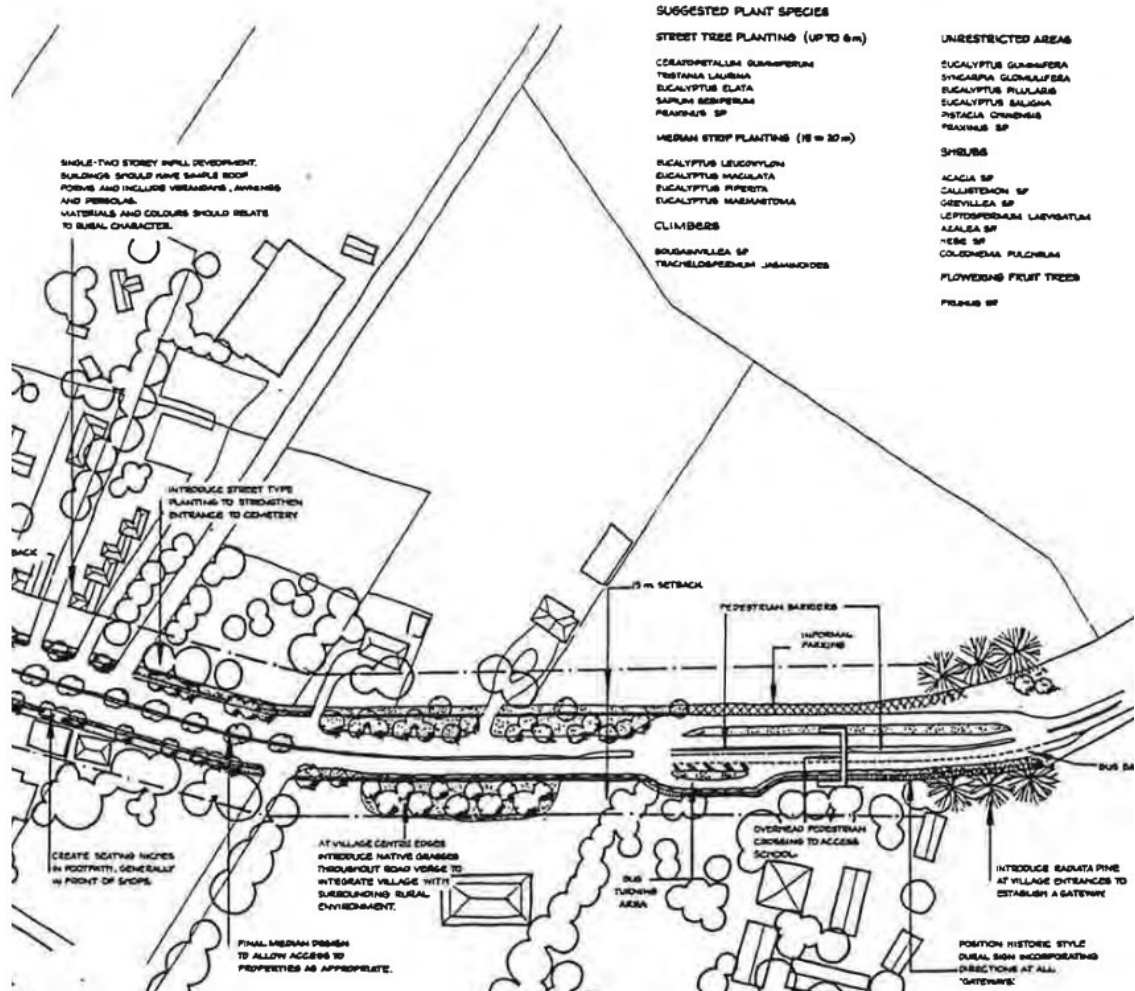 SUGGESTED PLANT SPECIES
STREET TREE PLANTING (UP TO 6m)
CERATOPETALUM GUMMIFERUM
TRISTANIA LAURINA
EUCALYPTUS ELATA
SAPIUM SEBIFERUM
FRAXINUS SP
MEDIAN STRIP PLANTING (15 - 20m)
EUCALYPTUS LEUCOXYLON
EUCALYPTUS MACULATA
EUCALYPTUS PIPERITA
EUCALYPTUS HAEMASTOMA
CLIMBERS
BOUGAINVILLEA SP
TRACHELOSPERMUM JASMINOIDES
UNRESTRICTED AREAS
EUCALYPTUS GUMMIFERA
SYNCARPIA GLOMULIFERA
EUCALYPTUS PILULARIS
EUCALYPTUS SALIGNA
PISTACIA CHINENSIS
FRAXINUS SP
SHRUBS
ACACIA SP
CALLISTEMON SP
GREVILLEA SP
LEPTOSPERMUM LAEVIGATUM
AZALEA SP
HEBE SP
COLEONEMA PULCHRUM
FLOWERING FRUIT TREES
PRUNUS SP
SINGLE-TWO STOREY INFILL DEVELOPMENT.
BUILDINGS SHOULD HAVE SIMPLE ROOF
FORMS AND INCLUDE VERANDAHS, AWNINGS
AND PERGOLAS.
MATERIALS AND COLOURS SHOULD RELATE
TO RURAL CHARACTER.
INTRODUCE STREET TYPE
PLANTING TO STRENGTHEN
ENTRANCE TO CEMETERY
BACK
15 m SETBACK
PEDESTRIAN BARRIERS
INFORMAL
PARKING
BUS BA
CREATE SEATING NICHES
IN FOOTPATH, GENERALLY
IN FRONT OF SHOPS
AT VILLAGE CENTRE EDGES
INTRODUCE NATIVE GRASSES
THROUGHOUT ROAD VERGE TO
INTEGRATE VILLAGE WITH
SURROUNDING RURAL
ENVIRONMENT.
FINAL MEDIAN DESIGN
TO ALLOW ACCESS TO
PROPERTIES AS APPROPRIATE.
BUS
TURNING
AREA
OVERHEAD PEDESTRIAN
CROSSING TO ACCESS
SCHOOL.
INTRODUCE RADIATA PINE
AT VILLAGE ENTRANCES TO
ESTABLISH A GATEWAY
POSITION HISTORIC STYLE
DURAL SIGN INCORPORATING
DIRECTIONS AT ALL
'GATEWAYS'